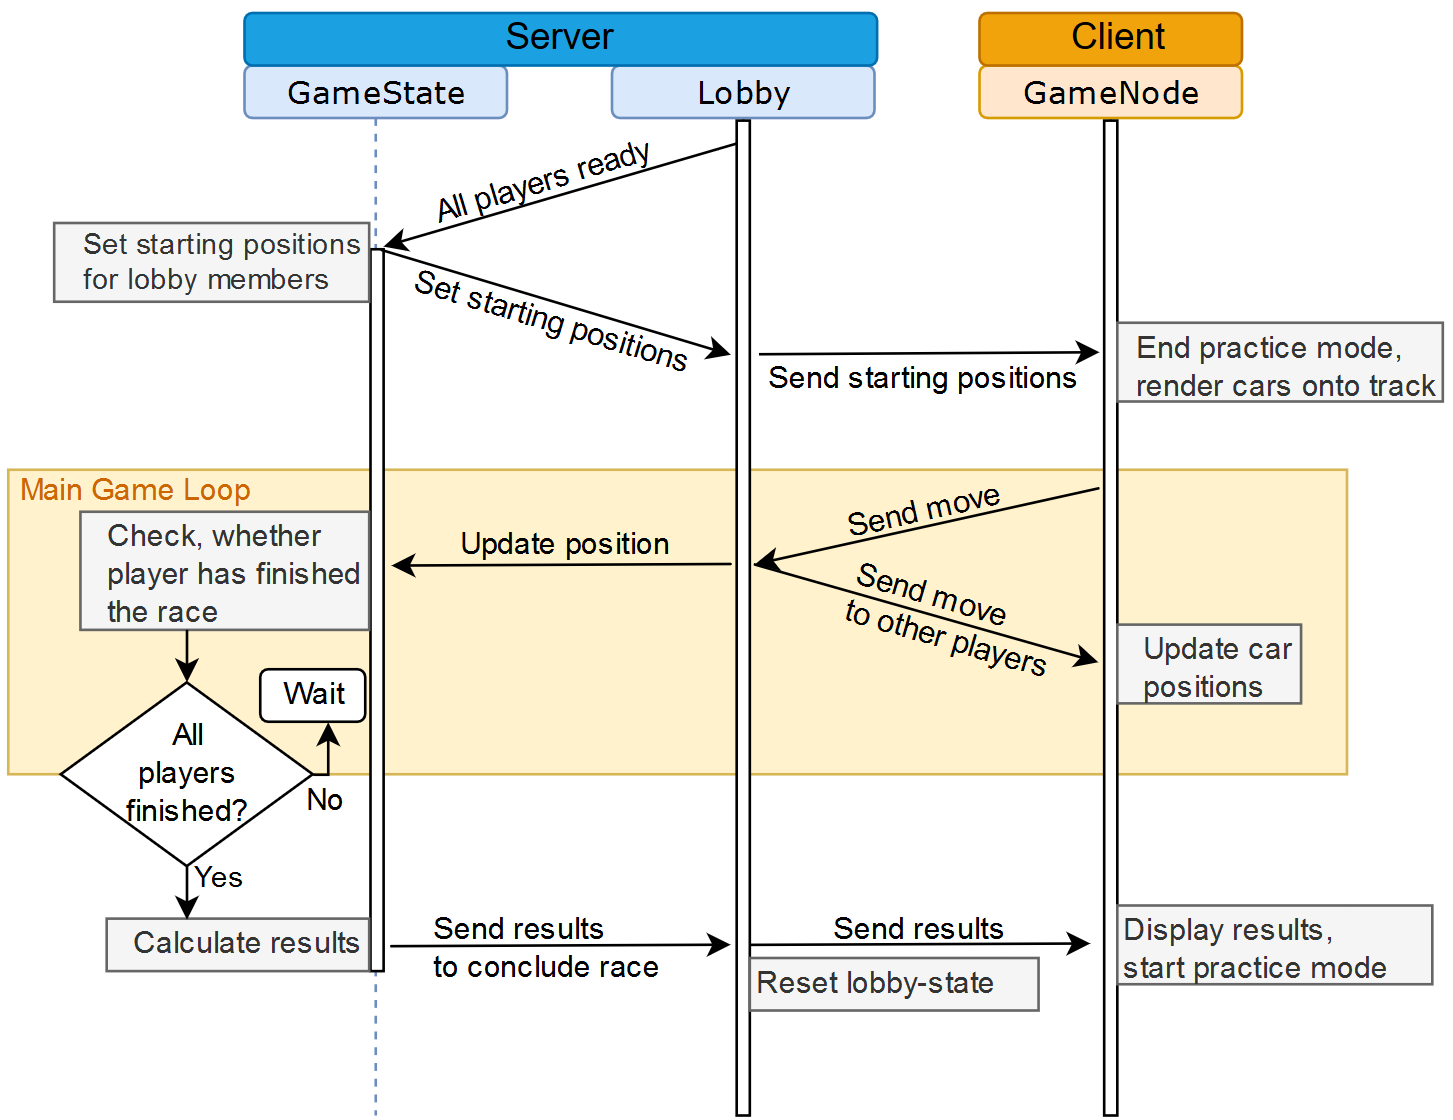 Server
Client
GameState
Lobby
GameNode
All players ready
Set starting positions
for lobby members
Set starting positions
Send starting positions
End practice mode,
render cars onto track
Main Game Loop
Send move
Check, whether
player has finished
the race
Update position
Send move
to other players
Update car
positions
Wait
All
players
finished?
No
Yes
Calculate results
Send results
to conclude race
Send results
Reset lobby-state
Display results,
start practice mode